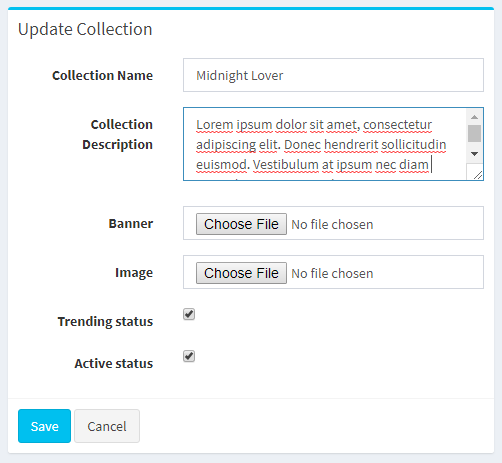 Update Collection
Collection Name
Midnight Lover
Collection Description
Lorem ipsum dolor sit amet, consectetur
adipiscing elit. Donec hendrerit sollicitudin
euismod. Vestibulum at ipsum nec diam
Banner
Choose File No file chosen
Image
Choose File No file chosen
Trending status
Active status
Save Cancel